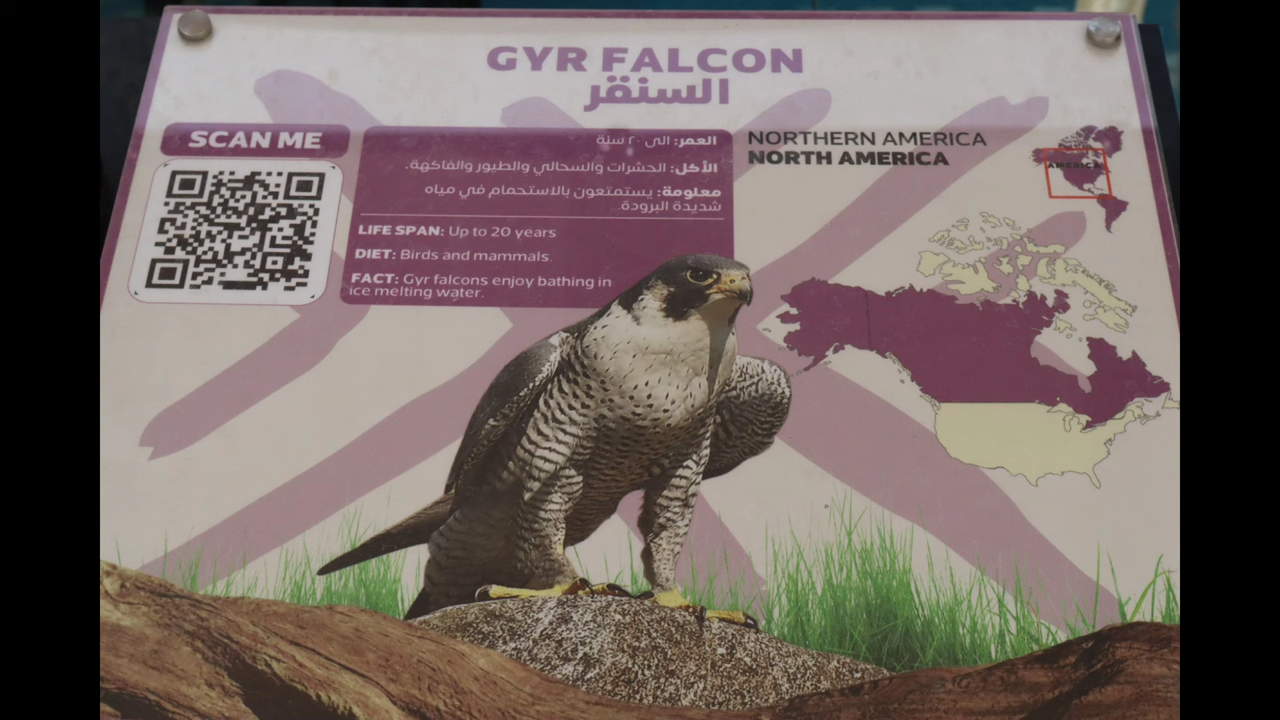 GYR FALCON
السنقر
SCAN ME
العمر: الى ٢٠ سنة
الأكل: الحشرات والسحالي والطيور والفاكهة.
معلومة: يستمتعون بالاستحمام في مياه
شديدة البرودة.
LIFE SPAN: Up to 20 years
DIET: Birds and mammals.
FACT: Gyr falcons enjoy bathing in
ice melting water.
NORTHERN AMERICA
NORTH AMERICA
AMERICA